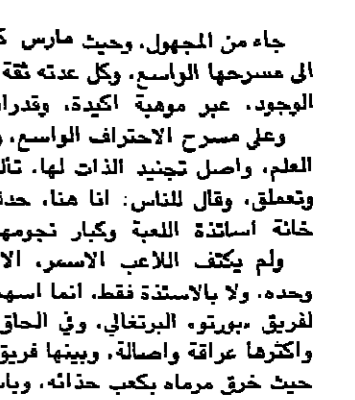 جاء من المجهول، وحيث مارس
الى مسرحها الواسع، وكل عدته ثقة
الوجود، عبر موهبة اكيدة، وقدرا
وعلى مسرح الاحتراف الواسع،
العلم، واصل تجنيد الذات لها، تأل
وتعملق، وقال للناس: انا هنا، حدة
خانة اساتذة اللعبة وكبار نجومه
ولم يكتف اللاعب الاسمر، الا
وحده، ولا بالاستذة فقط، انما اسه
لفريق «بورتو» البرتغالي، وفي الحاق
واكثرها عراقة واصالة، وبينها فريق
حيث خرق مرماه بكعب حذائه، وبا